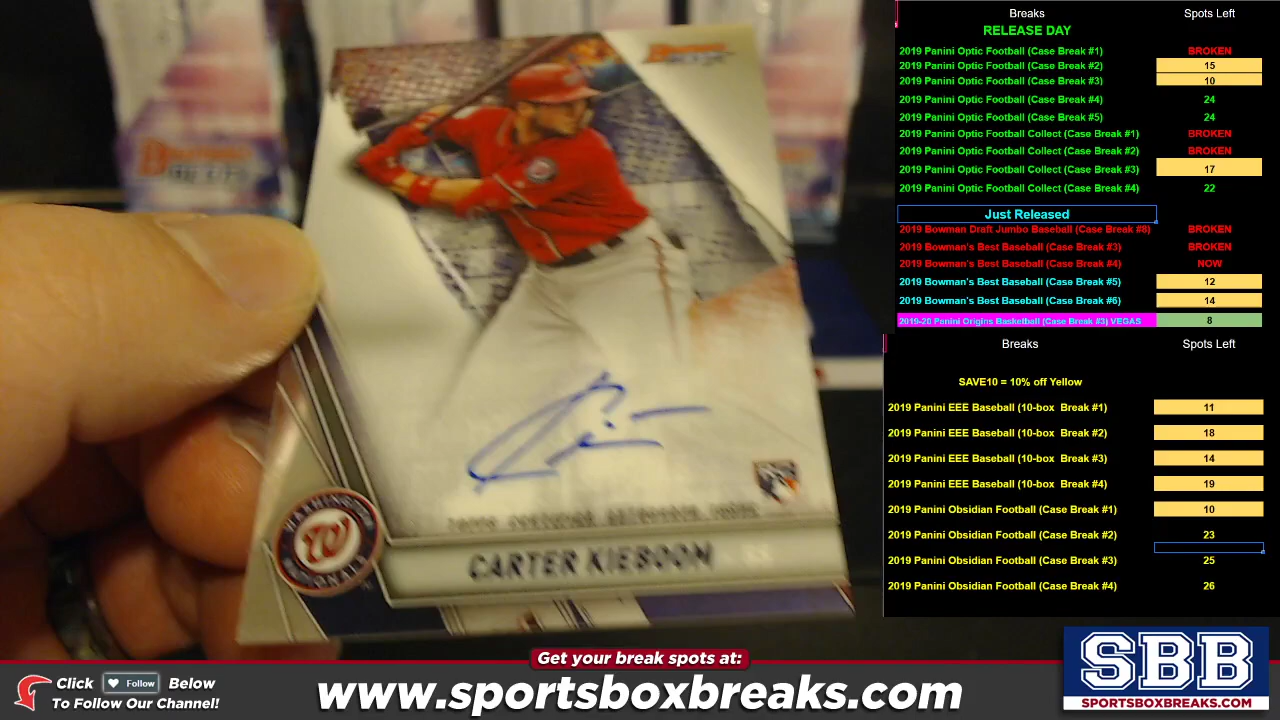 Breaks Spots Left
RELEASE DAY
2019 Panini Optic Football (Case Break #1) BROKEN
2019 Panini Optic Football (Case Break #2) 15
2019 Panini Optic Football (Case Break #3) 10
2019 Panini Optic Football (Case Break #4) 24
2019 Panini Optic Football (Case Break #5) 24
2019 Panini Optic Football Collect (Case Break #1) BROKEN
2019 Panini Optic Football Collect (Case Break #2) BROKEN
2019 Panini Optic Football Collect (Case Break #3) 17
2019 Panini Optic Football Collect (Case Break #4) 22
Just Released
2019 Bowman Draft Jumbo Baseball (Case Break #8) BROKEN
2019 Bowman's Best Baseball (Case Break #3) BROKEN
2019 Bowman's Best Baseball (Case Break #4) NOW
2019 Bowman's Best Baseball (Case Break #5) 12
2019 Bowman's Best Baseball (Case Break #6) 14
2019-20 Panini Origins Basketball (Case Break #3) VEGAS 8
Breaks Spots Left
SAVE10 = 10% off Yellow
2019 Panini EEE Baseball (10-box Break #1) 11
2019 Panini EEE Baseball (10-box Break #2) 18
2019 Panini EEE Baseball (10-box Break #3) 14
2019 Panini EEE Baseball (10-box Break #4) 19
2019 Panini Obsidian Football (Case Break #1) 10
2019 Panini Obsidian Football (Case Break #2) 23
2019 Panini Obsidian Football (Case Break #3) 25
2019 Panini Obsidian Football (Case Break #4) 26
WASHINGTON
W
NATIONALS
CARTER KIEBOOM
Get your break spots at:
www.sportsboxbreaks.com
Click Follow Below
To Follow Our Channel!
SBB
SPORTSBOXBREAKS.COM